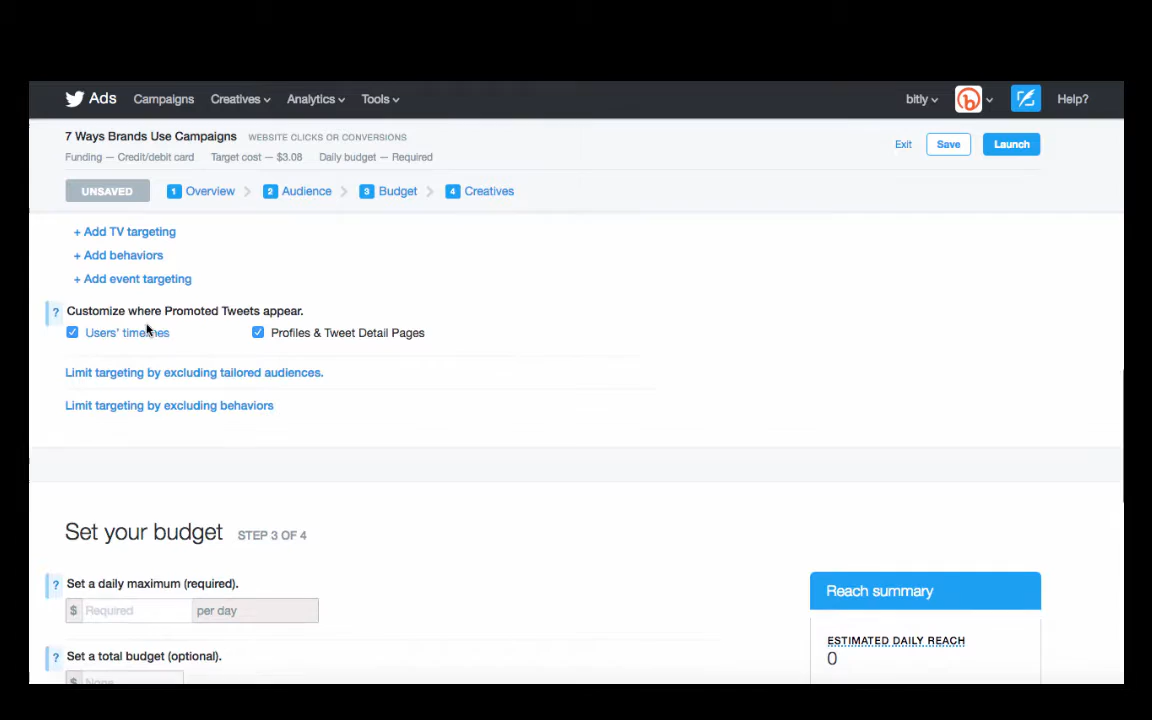 Ads Campaigns Creatives Analytics Tools bitly Help?
7 Ways Brands Use Campaigns WEBSITE CLICKS OR CONVERSIONS
Funding — Credit/debit card Target cost — $3.08 Daily budget — Required
Exit Save Launch
UNSAVED 1 Overview 2 Audience 3 Budget 4 Creatives
+ Add TV targeting
+ Add behaviors
+ Add event targeting
? Customize where Promoted Tweets appear.
Users' timelines Profiles & Tweet Detail Pages
Limit targeting by excluding tailored audiences.
Limit targeting by excluding behaviors
Set your budget STEP 3 OF 4
? Set a daily maximum (required).
$ Required per day
Reach summary
ESTIMATED DAILY REACH
0
? Set a total budget (optional).
$ None